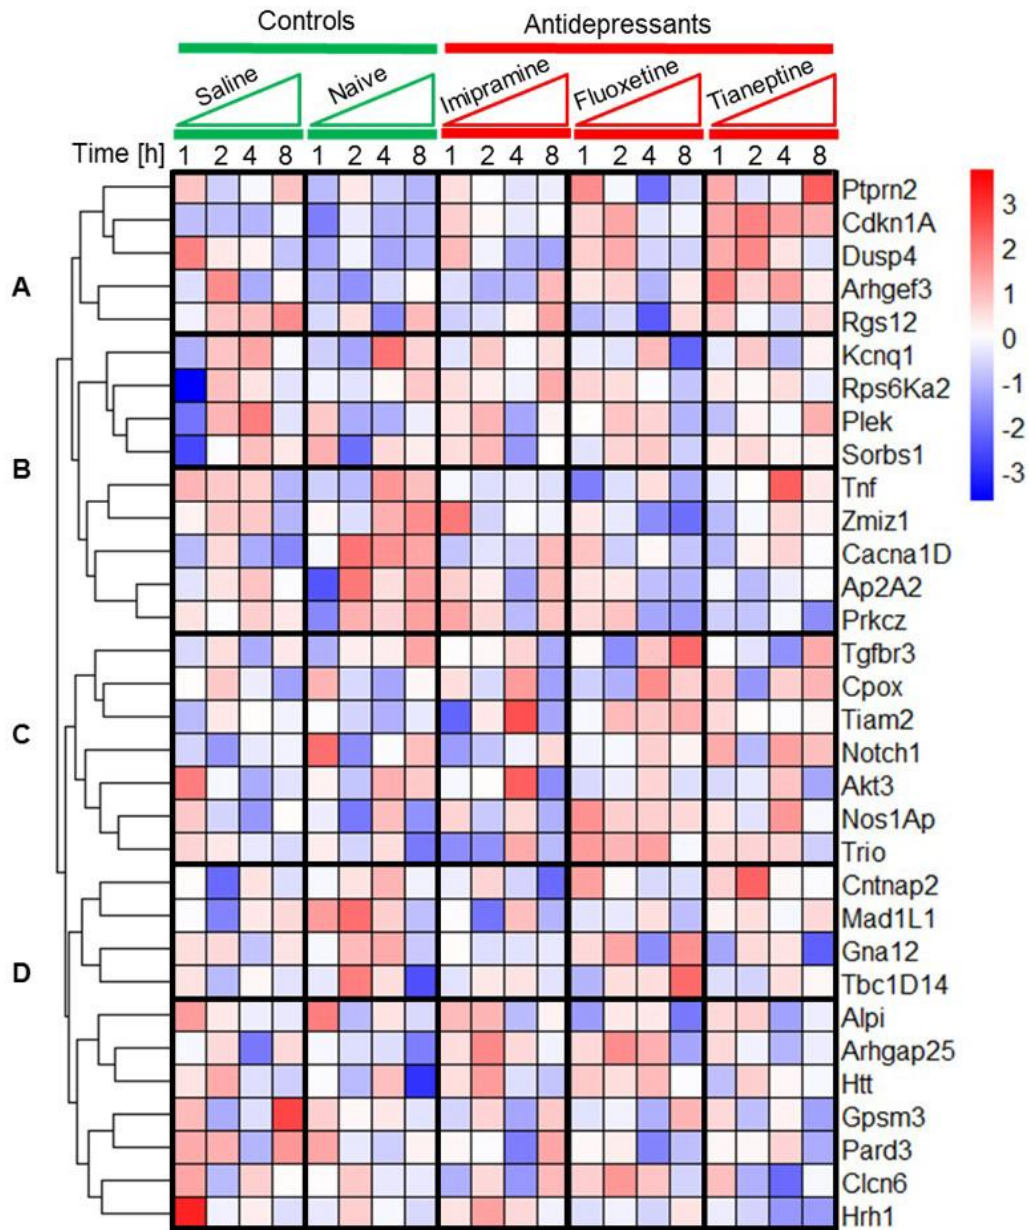 Controls Antidepressants
Saline Naive Imipramine Fluoxetine Tianeptine
Time [h] 1 2 4 8 1 2 4 8 1 2 4 8 1 2 4 8 1 2 4 8
Ptprn2
Cdkn1A
Dusp4
A
Arhgef3
Rgs12
Kcnq1
Rps6Ka2
Plek
Sorbs1
B
Tnf
Zmiz1
Cacna1D
Ap2A2
Prkcz
Tgfbr3
Cpox
Tiam2
C
Notch1
Akt3
Nos1Ap
Trio
Cntnap2
Mad1L1
Gna12
D
Tbc1D14
Alpi
Arhgap25
Htt
Gpsm3
Pard3
Clcn6
Hrh1
3
2
1
0
-1
-2
-3